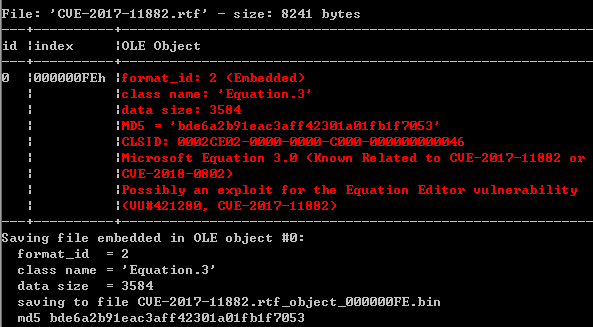 File: 'CVE-2017-11882.rtf' - size: 8241 bytes
id |index |OLE Object
0 |000000FEh |format_id: 2 (Embedded)
| |class name: 'Equation.3'
| |data size: 3584
| |MD5 = 'bde6a2b91eac3aff42301a01fb1f7053'
| |CLSID: 0002CE02-0000-0000-C000-000000000046
| |Microsoft Equation 3.0 (Known Related to CVE-2017-11882 or
| |CVE-2018-0802)
| |Possibly an exploit for the Equation Editor vulnerability
| |(VU#421280, CVE-2017-11882)
Saving file embedded in OLE object #0:
format_id = 2
class name = 'Equation.3'
data size = 3584
saving to file CVE-2017-11882.rtf_object_000000FE.bin
md5 bde6a2b91eac3aff42301a01fb1f7053